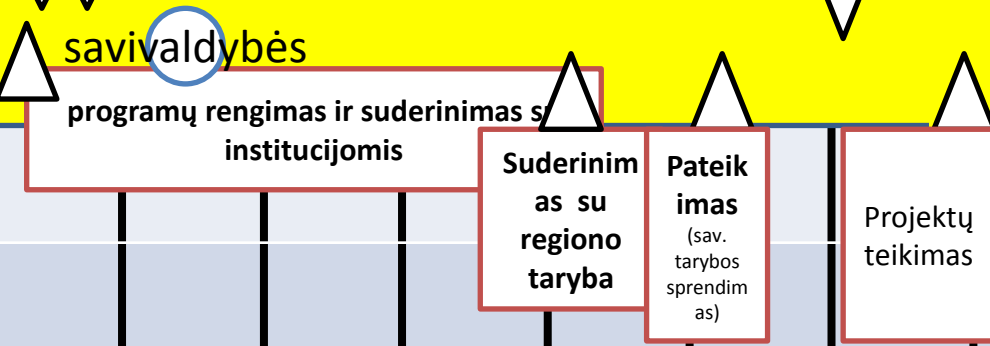 savivaldybės
programų rengimas ir suderinimas
institucijomis
Suderinim
as su
regiono
taryba
Pateik
imas
(sav.
tarybos
sprendim
as)
Projektų
teikimas